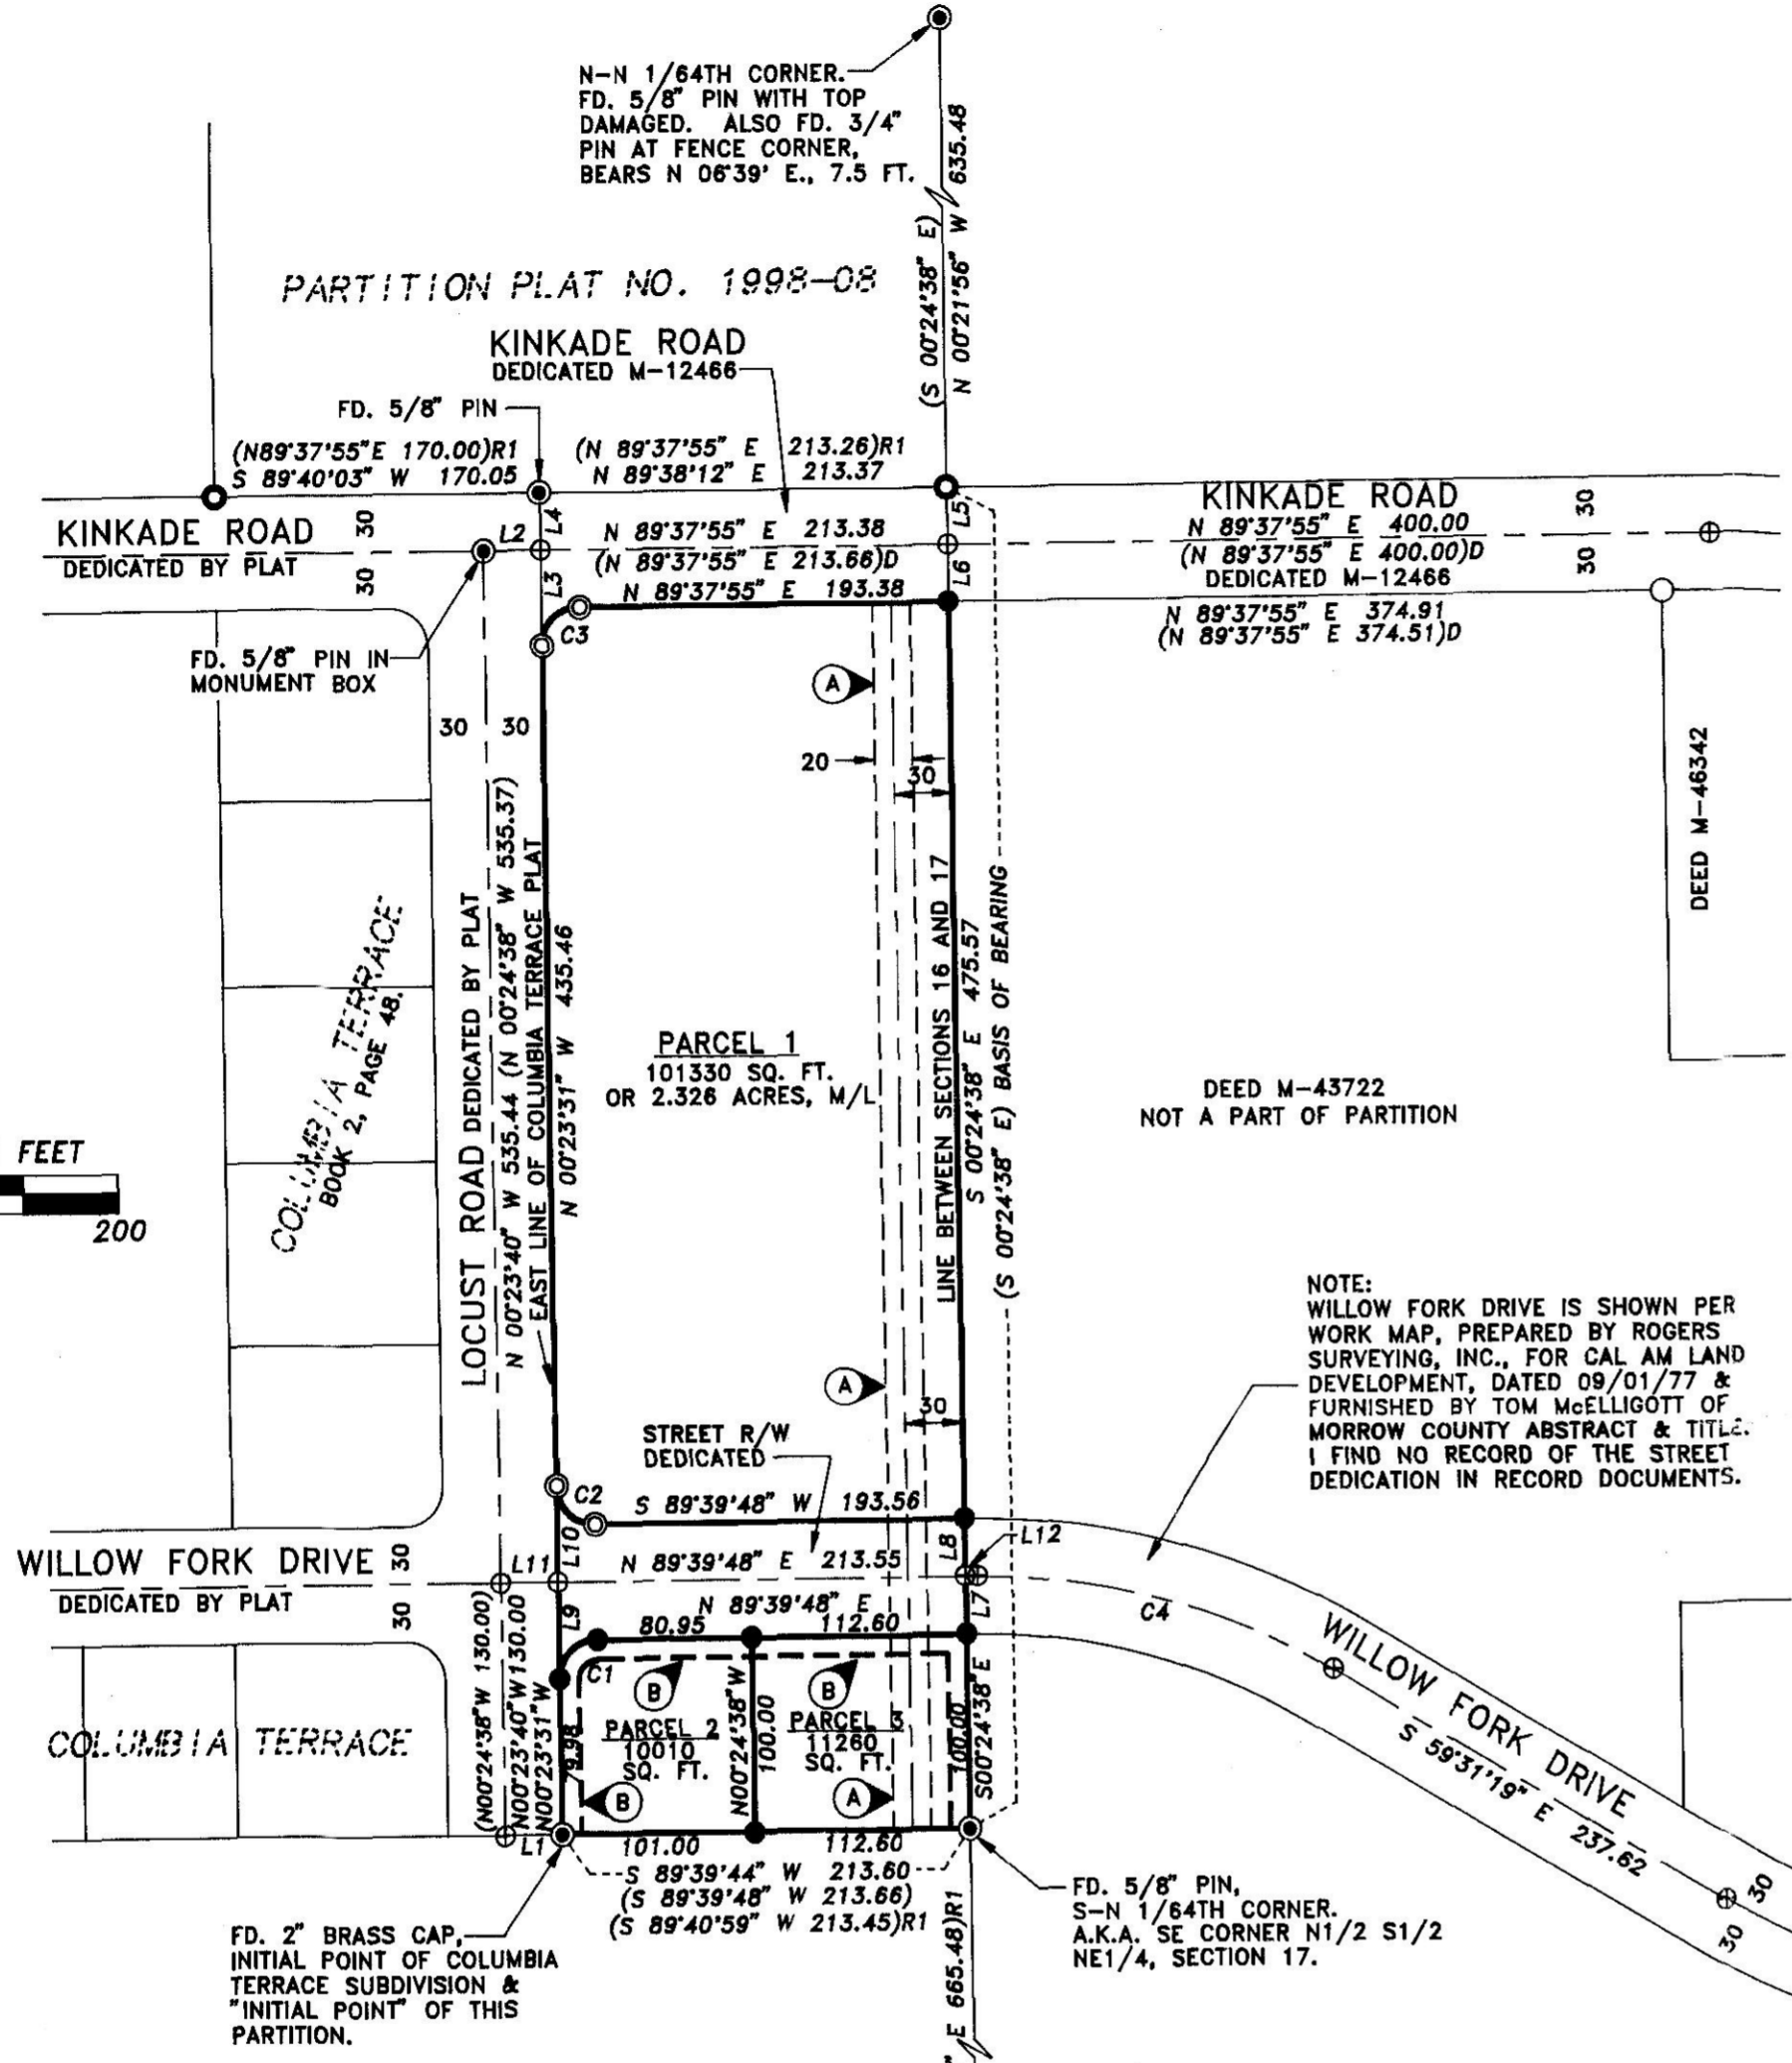 N-N 1/64TH CORNER.
FD. 5/8" PIN WITH TOP
DAMAGED. ALSO FD. 3/4"
PIN AT FENCE CORNER,
BEARS N 06°39' E., 7.5 FT.
(S 00°24'38" E)
N 00°21'56" W 635.48
PARTITION PLAT NO. 1998-08
KINKADE ROAD
DEDICATED M-12466
FD. 5/8" PIN
(N89°37'55"E 170.00)R1
S 89°40'03" W 170.05
(N 89°37'55" E 213.26)R1
N 89°38'12" E 213.37
KINKADE ROAD
DEDICATED BY PLAT
30
30
L2
L4
L3
N 89°37'55" E 213.38
(N 89°37'55" E 213.66)D
N 89°37'55" E 193.38
L5
L6
KINKADE ROAD
N 89°37'55" E 400.00
(N 89°37'55" E 400.00)D
DEDICATED M-12466
30
30
N 89°37'55" E 374.91
(N 89°37'55" E 374.51)D
C3
FD. 5/8" PIN IN
MONUMENT BOX
30
30
A
20
30
DEED M-46342
LOCUST ROAD DEDICATED BY PLAT
N 00°23'40" W 535.44 (N 00°24'38" W 535.37)
EAST LINE OF COLUMBIA TERRACE PLAT
N 00°23'31" W 435.46
COLUMBIA TERRACE
BOOK 2, PAGE 48.
PARCEL 1
101330 SQ. FT.
OR 2.326 ACRES, M/L
LINE BETWEEN SECTIONS 16 AND 17
S 00°24'38" E 475.57
(S 00°24'38" E) BASIS OF BEARING
DEED M-43722
NOT A PART OF PARTITION
FEET
200
NOTE:
WILLOW FORK DRIVE IS SHOWN PER
WORK MAP, PREPARED BY ROGERS
SURVEYING, INC., FOR CAL AM LAND
DEVELOPMENT, DATED 09/01/77 &
FURNISHED BY TOM McELLIGOTT OF
MORROW COUNTY ABSTRACT & TITLE.
I FIND NO RECORD OF THE STREET
DEDICATION IN RECORD DOCUMENTS.
A
30
STREET R/W
DEDICATED
C2
S 89°39'48" W 193.56
L10
L8
L12
WILLOW FORK DRIVE
DEDICATED BY PLAT
30
30
L11
N 89°39'48" E 213.55
L9
L7
N 89°39'48" E
80.95
112.60
C4
WILLOW FORK DRIVE
S 59°31'19" E 237.62
30
30
C1
B
B
(N00°24'38"W 130.00)
N00°23'40"W 130.00
N00°23'31"W
79.98
COLUMBIA TERRACE
PARCEL 2
10010
SQ. FT.
N00°24'38"W
100.00
PARCEL 3
11260
SQ. FT.
100.00
S00°24'38"E
B
A
L1
101.00
112.60
S 89°39'44" W 213.60
(S 89°39'48" W 213.66)
(S 89°40'59" W 213.45)R1
FD. 2" BRASS CAP,
INITIAL POINT OF COLUMBIA
TERRACE SUBDIVISION &
"INITIAL POINT" OF THIS
PARTITION.
FD. 5/8" PIN,
S-N 1/64TH CORNER.
A.K.A. SE CORNER N1/2 S1/2
NE1/4, SECTION 17.
" E 665.48)R1